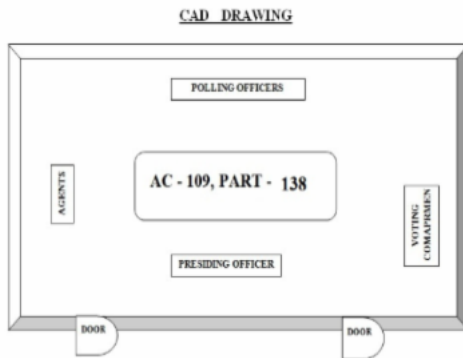 CAD DRAWING
POLLING OFFICERS
AC - 109, PART - 138
AGENTS
VOTING
COMAPRMEN
PRESIDING OFFICER
DOOR
DOOR